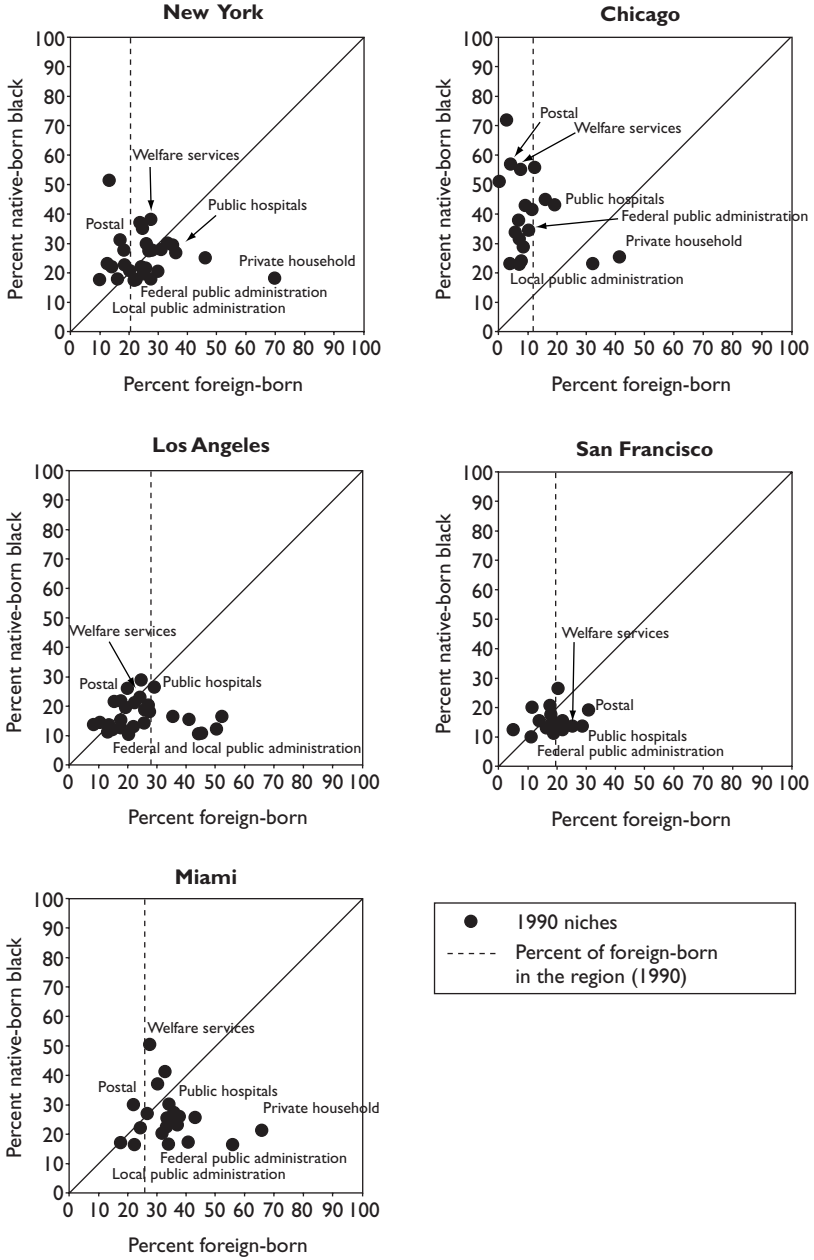 New York
Percent native-born black
100
90
80
70
60
50
40
30
20
10
0
Welfare services
Postal
Public hospitals
Private household
Federal public administration
Local public administration
0 10 20 30 40 50 60 70 80 90 100
Percent foreign-born
Chicago
Percent native-born black
100
90
80
70
60
50
40
30
20
10
0
Postal
Welfare services
Public hospitals
Federal public administration
Private household
Local public administration
0 10 20 30 40 50 60 70 80 90 100
Percent foreign-born
Los Angeles
Percent native-born black
100
90
80
70
60
50
40
30
20
10
0
Welfare services
Postal
Public hospitals
Federal and local public administration
0 10 20 30 40 50 60 70 80 90 100
Percent foreign-born
San Francisco
Percent native-born black
100
90
80
70
60
50
40
30
20
10
0
Welfare services
Postal
Public hospitals
Federal public administration
0 10 20 30 40 50 60 70 80 90 100
Percent foreign-born
Miami
Percent native-born black
100
90
80
70
60
50
40
30
20
10
0
Welfare services
Postal
Public hospitals
Private household
Federal public administration
Local public administration
0 10 20 30 40 50 60 70 80 90 100
Percent foreign-born
1990 niches
Percent of foreign-born
in the region (1990)